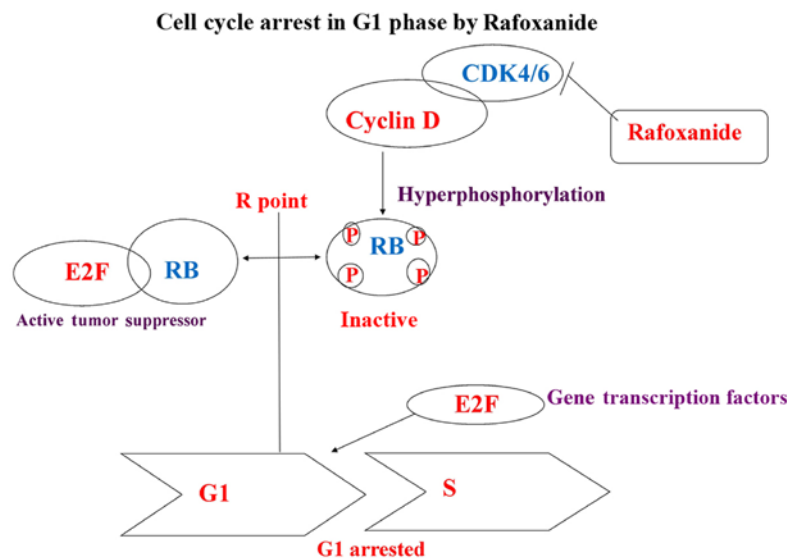 Cell cycle arrest in G1 phase by Rafoxanide
CDK4/6
Cyclin D
Rafoxanide
Hyperphosphorylation
R point
P
P
RB
E2F
RB
P
P
Active tumor suppressor
Inactive
E2F
Gene transcription factors
G1
S
G1 arrested